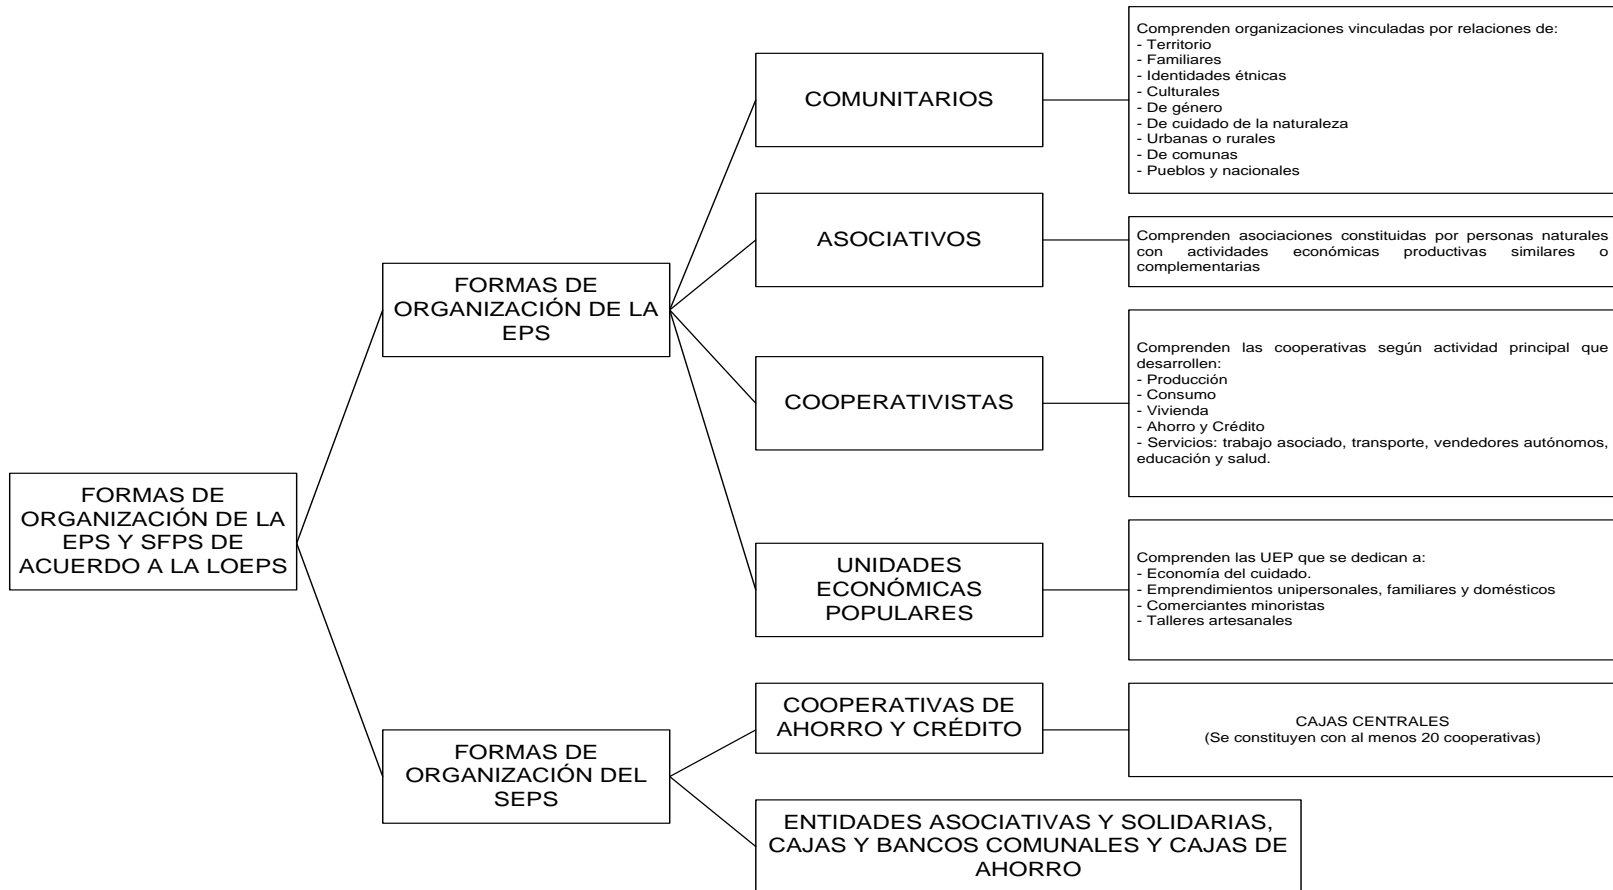 FORMAS DE
ORGANIZACIÓN DE LA
EPS Y SFPS DE
ACUERDO A LA LOEPS
FORMAS DE
ORGANIZACIÓN DE LA
EPS
COMUNITARIOS
Comprenden organizaciones vinculadas por relaciones de:
- Territorio
- Familiares
- Identidades étnicas
- Culturales
- De género
- De cuidado de la naturaleza
- Urbanas o rurales
- De comunas
- Pueblos y nacionales
ASOCIATIVOS
Comprenden asociaciones constituidas por personas naturales
con actividades económicas productivas similares o
complementarias
COOPERATIVISTAS
Comprenden las cooperativas según actividad principal que
desarrollen:
- Producción
- Consumo
- Vivienda
- Ahorro y Crédito
- Servicios: trabajo asociado, transporte, vendedores autónomos,
educación y salud.
UNIDADES
ECONÓMICAS
POPULARES
Comprenden las UEP que se dedican a:
- Economía del cuidado.
- Emprendimientos unipersonales, familiares y domésticos
- Comerciantes minoristas
- Talleres artesanales
FORMAS DE
ORGANIZACIÓN DEL
SEPS
COOPERATIVAS DE
AHORRO Y CRÉDITO
CAJAS CENTRALES
(Se constituyen con al menos 20 cooperativas)
ENTIDADES ASOCIATIVAS Y SOLIDARIAS,
CAJAS Y BANCOS COMUNALES Y CAJAS DE
AHORRO